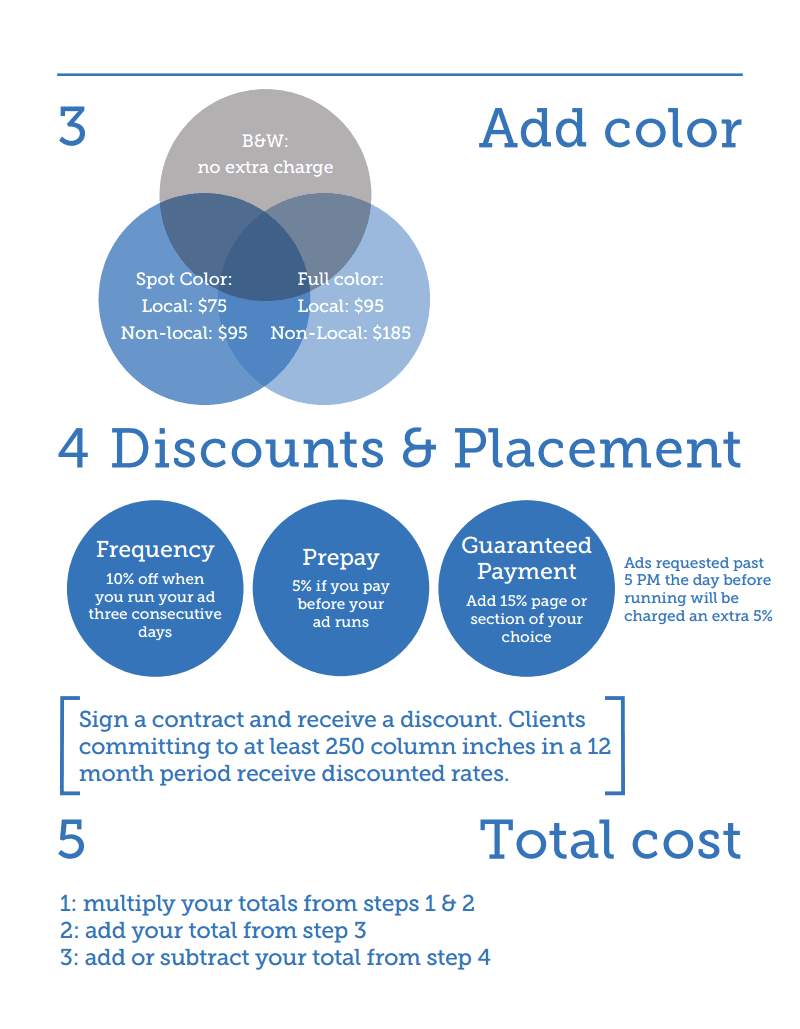 3
Add color
B&W:
no extra charge
Spot Color:
Local: $75
Non-local: $95
Full color:
Local: $95
Non-Local: $185
4 Discounts & Placement
Frequency
10% off when
you run your ad
three consecutive
days
Prepay
5% if you pay
before your
ad runs
Guaranteed
Payment
Add 15% page or
section of your
choice
Ads requested past
5 PM the day before
running will be
charged an extra 5%
Sign a contract and receive a discount. Clients
committing to at least 250 column inches in a 12
month period receive discounted rates.
5
Total cost
1: multiply your totals from steps 1 & 2
2: add your total from step 3
3: add or subtract your total from step 4